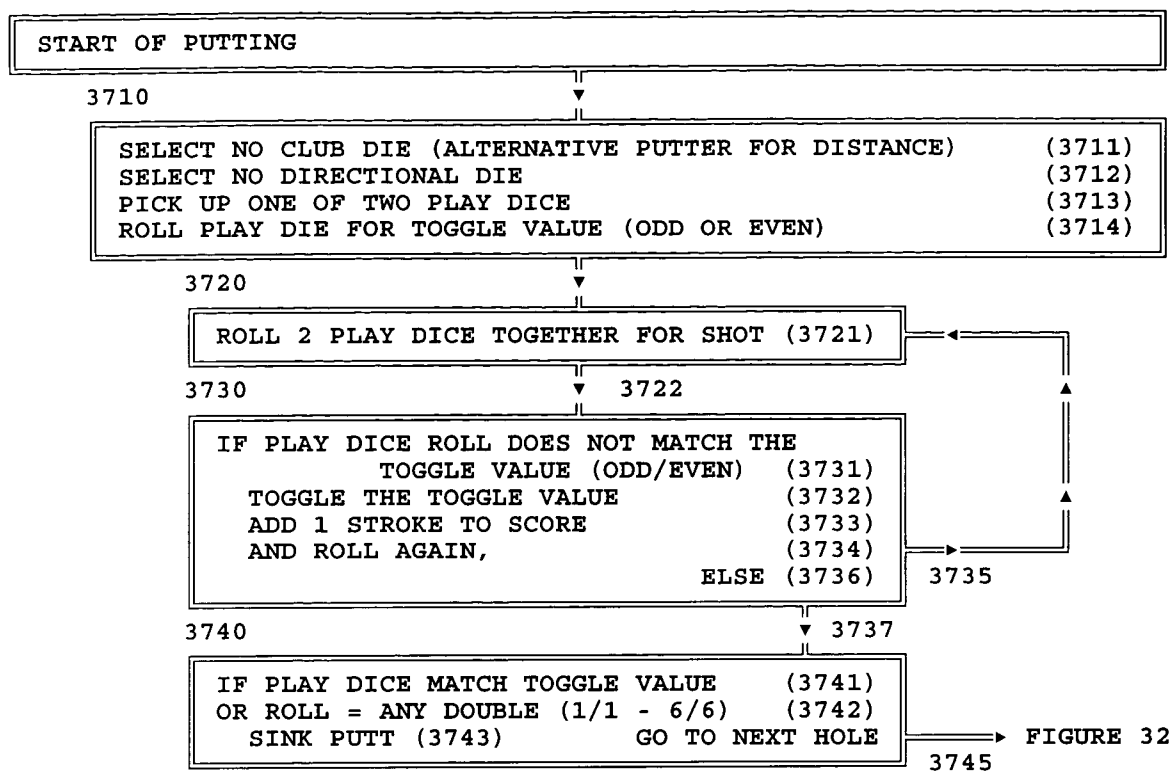 START OF PUTTING
3710
SELECT NO CLUB DIE (ALTERNATIVE PUTTER FOR DISTANCE) (3711)
SELECT NO DIRECTIONAL DIE (3712)
PICK UP ONE OF TWO PLAY DICE (3713)
ROLL PLAY DIE FOR TOGGLE VALUE (ODD OR EVEN) (3714)
3720
ROLL 2 PLAY DICE TOGETHER FOR SHOT (3721)
3730 3722
IF PLAY DICE ROLL DOES NOT MATCH THE
TOGGLE VALUE (ODD/EVEN) (3731)
TOGGLE THE TOGGLE VALUE (3732)
ADD 1 STROKE TO SCORE (3733)
AND ROLL AGAIN, (3734)
ELSE (3736) 3735
3740 3737
IF PLAY DICE MATCH TOGGLE VALUE (3741)
OR ROLL = ANY DOUBLE (1/1 - 6/6) (3742)
SINK PUTT (3743) GO TO NEXT HOLE FIGURE 32
3745